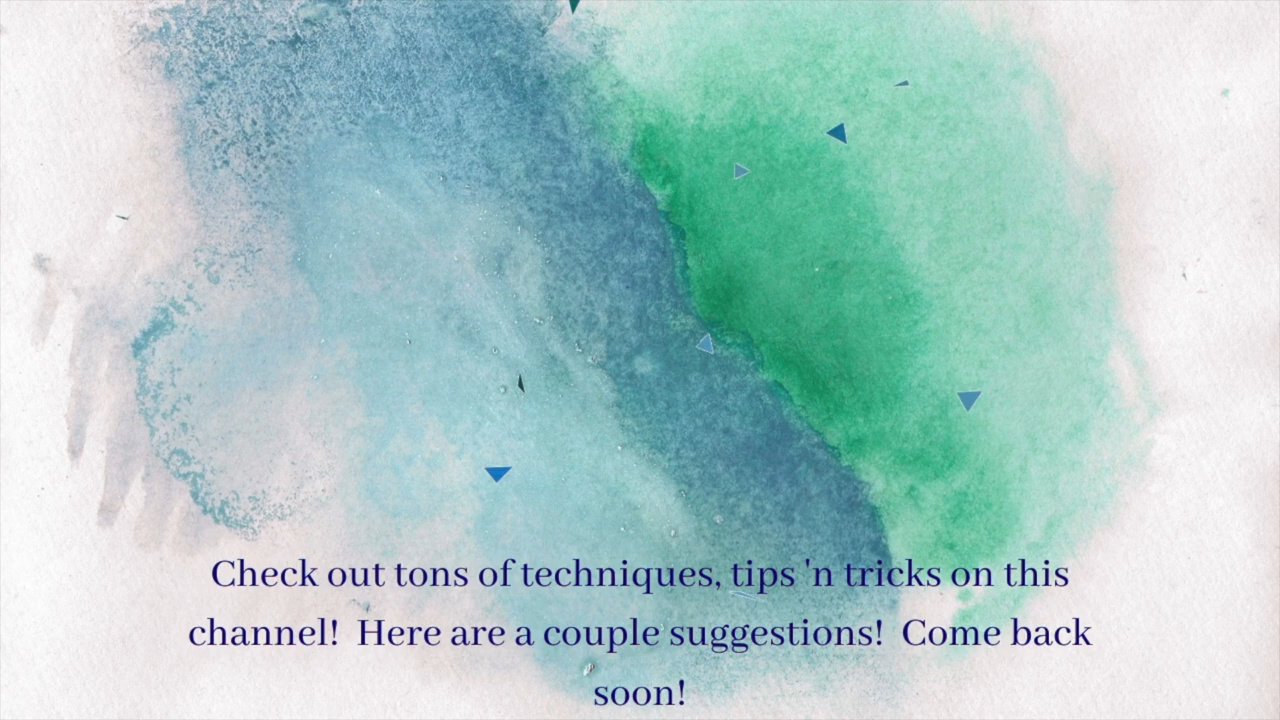 Check out tons of techniques, tips 'n tricks on this
channel!  Here are a couple suggestions!  Come back
soon!